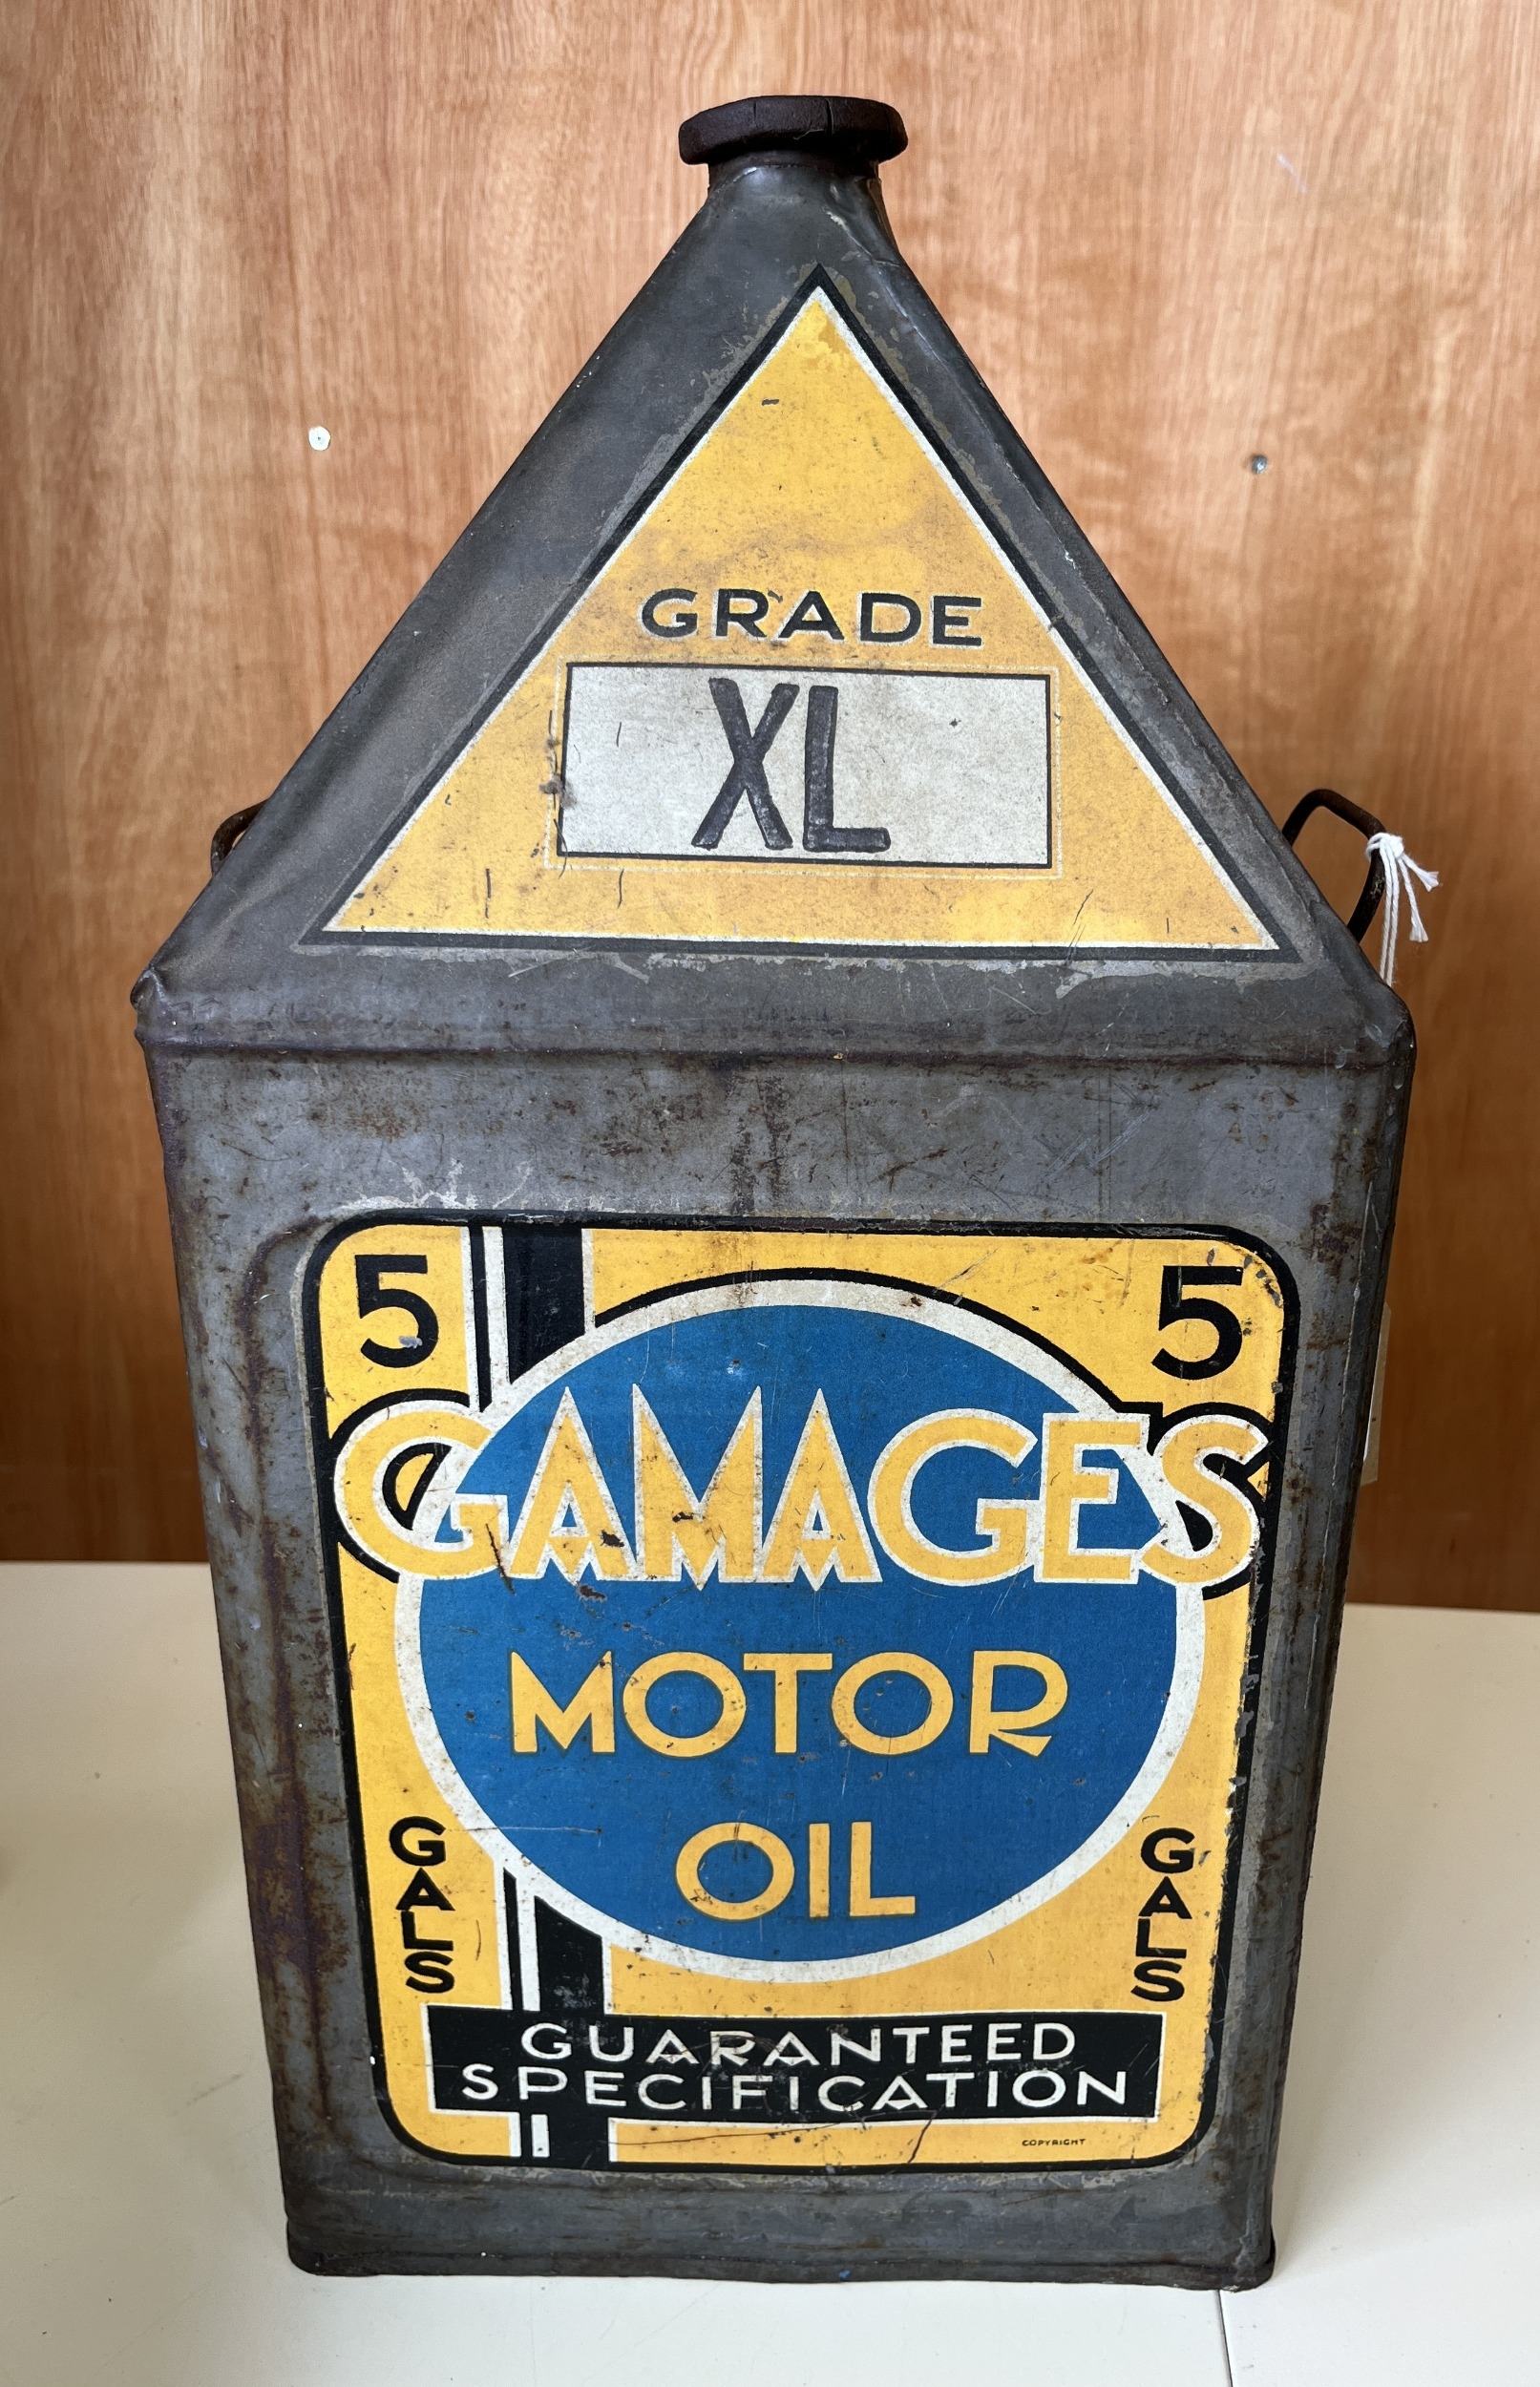 GRADE
XL
5 5
GAMAGES
MOTOR
OIL
GALS GALS
GUARANTEED
SPECIFICATION
COPYRIGHT